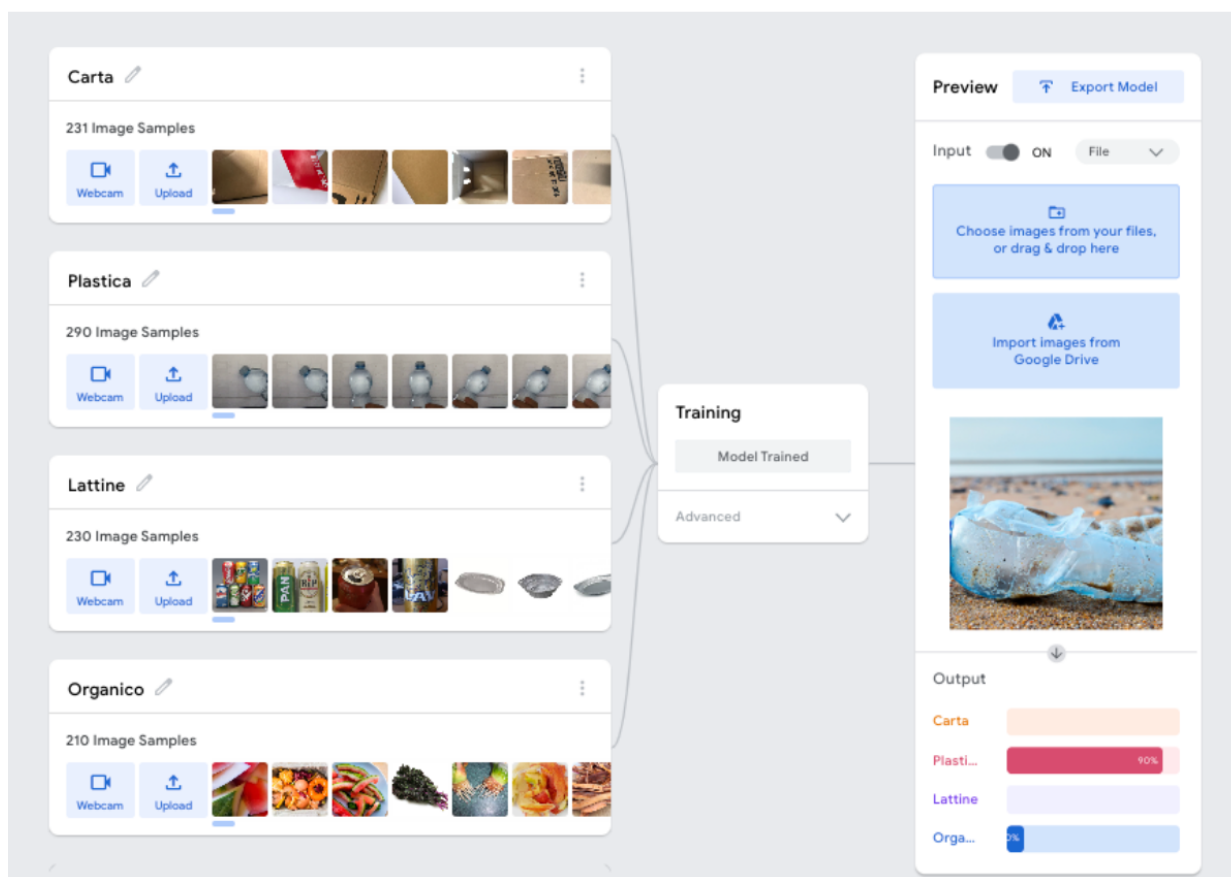 Carta
231 Image Samples
Webcam
Upload
Plastica
290 Image Samples
Webcam
Upload
Lattine
230 Image Samples
Webcam
Upload
Organico
210 Image Samples
Webcam
Upload
Training
Model Trained
Advanced
Preview
Export Model
Input
ON
File
Choose images from your files,
or drag & drop here
Import images from
Google Drive
Output
Carta
Plasti...
90%
Lattine
Orga...